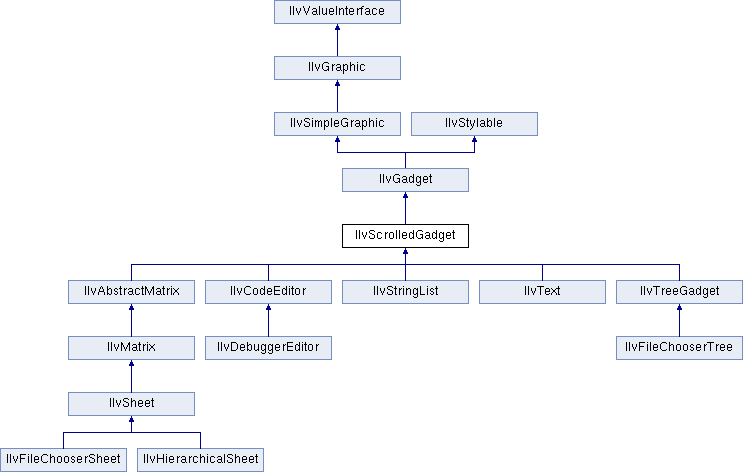 IlvValueInterface
IlvGraphic
IlvSimpleGraphic
IlvStylable
IlvGadget
IlvScrolledGadget
IlvAbstractMatrix
IlvCodeEditor
IlvStringList
IlvText
IlvTreeGadget
IlvMatrix
IlvDebuggerEditor
IlvFileChooserTree
IlvSheet
IlvFileChooserSheet
IlvHierarchicalSheet